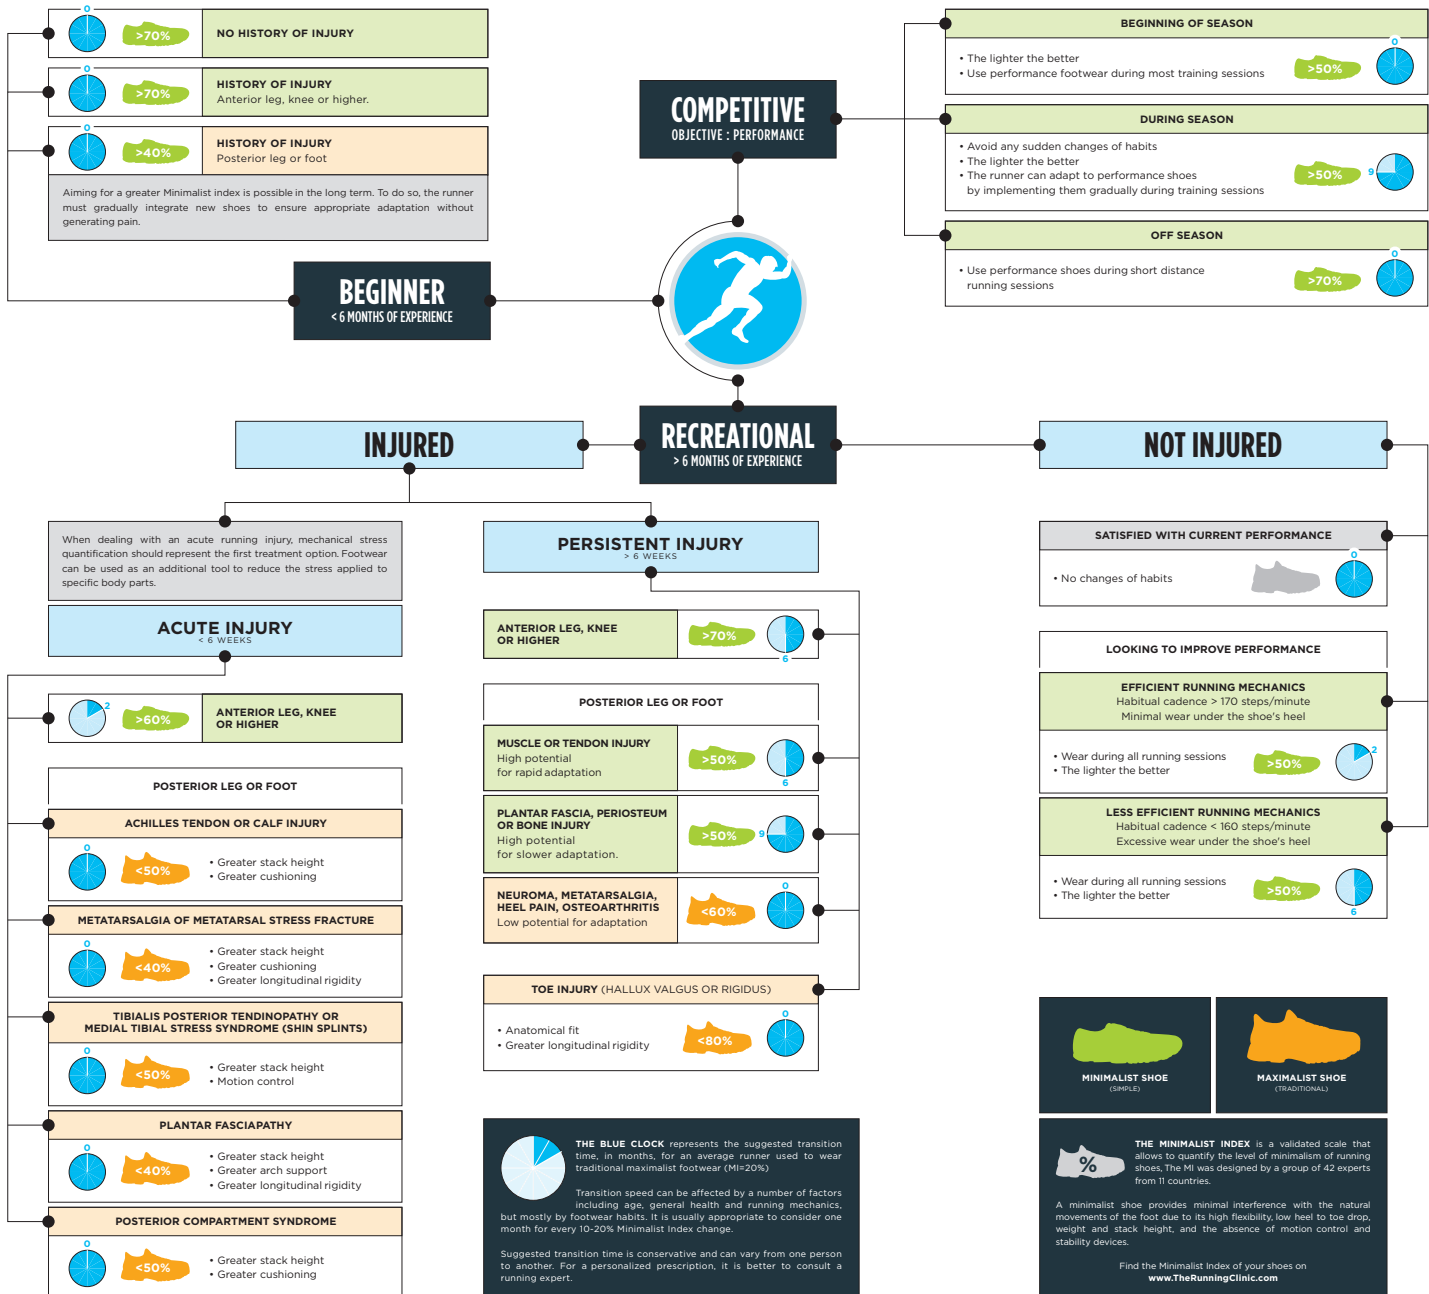 0
>70%
NO HISTORY OF INJURY
0
>70%
HISTORY OF INJURY
Anterior leg, knee or higher.
0
>40%
HISTORY OF INJURY
Posterior leg or foot
Aiming for a greater Minimalist index is possible in the long term. To do so, the runner
must gradually integrate new shoes to ensure appropriate adaptation without
generating pain.
BEGINNER
< 6 MONTHS OF EXPERIENCE
COMPETITIVE
OBJECTIVE : PERFORMANCE
BEGINNING OF SEASON
• The lighter the better
• Use performance footwear during most training sessions
>50%
0
DURING SEASON
• Avoid any sudden changes of habits
• The lighter the better
• The runner can adapt to performance shoes
by implementing them gradually during training sessions
>50%
9
OFF SEASON
• Use performance shoes during short distance
running sessions
>70%
0
RECREATIONAL
> 6 MONTHS OF EXPERIENCE
INJURED
When dealing with an acute running injury, mechanical stress
quantification should represent the first treatment option. Footwear
can be used as an additional tool to reduce the stress applied to
specific body parts.
ACUTE INJURY
< 6 WEEKS
2
>60%
ANTERIOR LEG, KNEE
OR HIGHER
POSTERIOR LEG OR FOOT
ACHILLES TENDON OR CALF INJURY
0
<50%
• Greater stack height
• Greater cushioning
METATARSALGIA OF METATARSAL STRESS FRACTURE
0
<40%
• Greater stack height
• Greater cushioning
• Greater longitudinal rigidity
TIBIALIS POSTERIOR TENDINOPATHY OR
MEDIAL TIBIAL STRESS SYNDROME (SHIN SPLINTS)
0
<50%
• Greater stack height
• Motion control
PLANTAR FASCIAPATHY
0
<40%
• Greater stack height
• Greater arch support
• Greater longitudinal rigidity
POSTERIOR COMPARTMENT SYNDROME
0
<50%
• Greater stack height
• Greater cushioning
PERSISTENT INJURY
> 6 WEEKS
ANTERIOR LEG, KNEE
OR HIGHER
>70%
6
POSTERIOR LEG OR FOOT
MUSCLE OR TENDON INJURY
High potential
for rapid adaptation
>50%
6
PLANTAR FASCIA, PERIOSTEUM
OR BONE INJURY
High potential
for slower adaptation.
>50%
9
NEUROMA, METATARSALGIA,
HEEL PAIN, OSTEOARTHRITIS
Low potential for adaptation
<60%
0
TOE INJURY (HALLUX VALGUS OR RIGIDUS)
• Anatomical fit
• Greater longitudinal rigidity
<80%
0
THE BLUE CLOCK represents the suggested transition
time, in months, for an average runner used to wear
traditional maximalist footwear (MI=20%)
Transition speed can be affected by a number of factors
including age, general health and running mechanics,
but mostly by footwear habits. It is usually appropriate to consider one
month for every 10-20% Minimalist Index change.
Suggested transition time is conservative and can vary from one person
to another. For a personalized prescription, it is better to consult a
running expert.
NOT INJURED
SATISFIED WITH CURRENT PERFORMANCE
• No changes of habits
0
LOOKING TO IMPROVE PERFORMANCE
EFFICIENT RUNNING MECHANICS
Habitual cadence > 170 steps/minute
Minimal wear under the shoe's heel
• Wear during all running sessions
• The lighter the better
>50%
2
LESS EFFICIENT RUNNING MECHANICS
Habitual cadence < 160 steps/minute
Excessive wear under the shoe's heel
• Wear during all running sessions
• The lighter the better
>50%
6
MINIMALIST SHOE
(SIMPLE)
MAXIMALIST SHOE
(TRADITIONAL)
%
THE MINIMALIST INDEX is a validated scale that
allows to quantify the level of minimalism of running
shoes, The MI was designed by a group of 42 experts
from 11 countries.
A minimalist shoe provides minimal interference with the natural
movements of the foot due to its high flexibility, low heel to toe drop,
weight and stack height, and the absence of motion control and
stability devices.
Find the Minimalist Index of your shoes on
www.TheRunningClinic.com